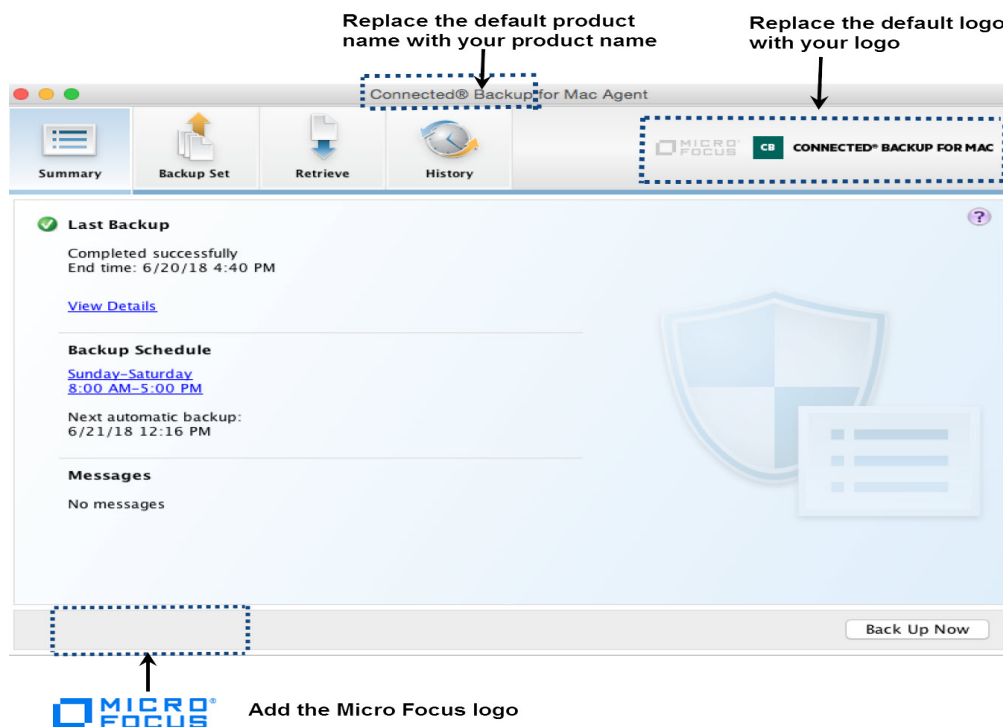 Replace the default product
name with your product name
Replace the default logo
with your logo
Connected® Backup for Mac Agent
Summary
Backup Set
Retrieve
History
MICRO
FOCUS
CB
CONNECTED® BACKUP FOR MAC
Last Backup
?
Completed successfully
End time: 6/20/18 4:40 PM
View Details
Backup Schedule
Sunday–Saturday
8:00 AM–5:00 PM
Next automatic backup:
6/21/18 12:16 PM
Messages
No messages
Back Up Now
MICRO®
FOCUS
Add the Micro Focus logo